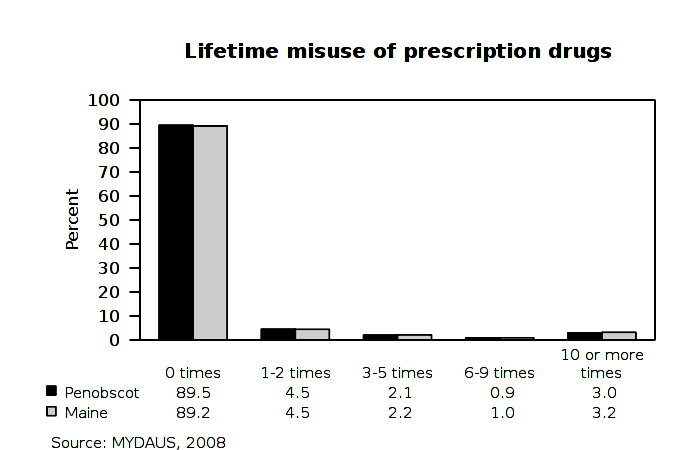 Lifetime misuse of prescription drugs
100
90
80
70
60
50
40
30
20
10
0
Percent
0 times 1-2 times 3-5 times 6-9 times 10 or more times
Penobscot 89.5 4.5 2.1 0.9 3.0
Maine 89.2 4.5 2.2 1.0 3.2
Source: MYDAUS, 2008